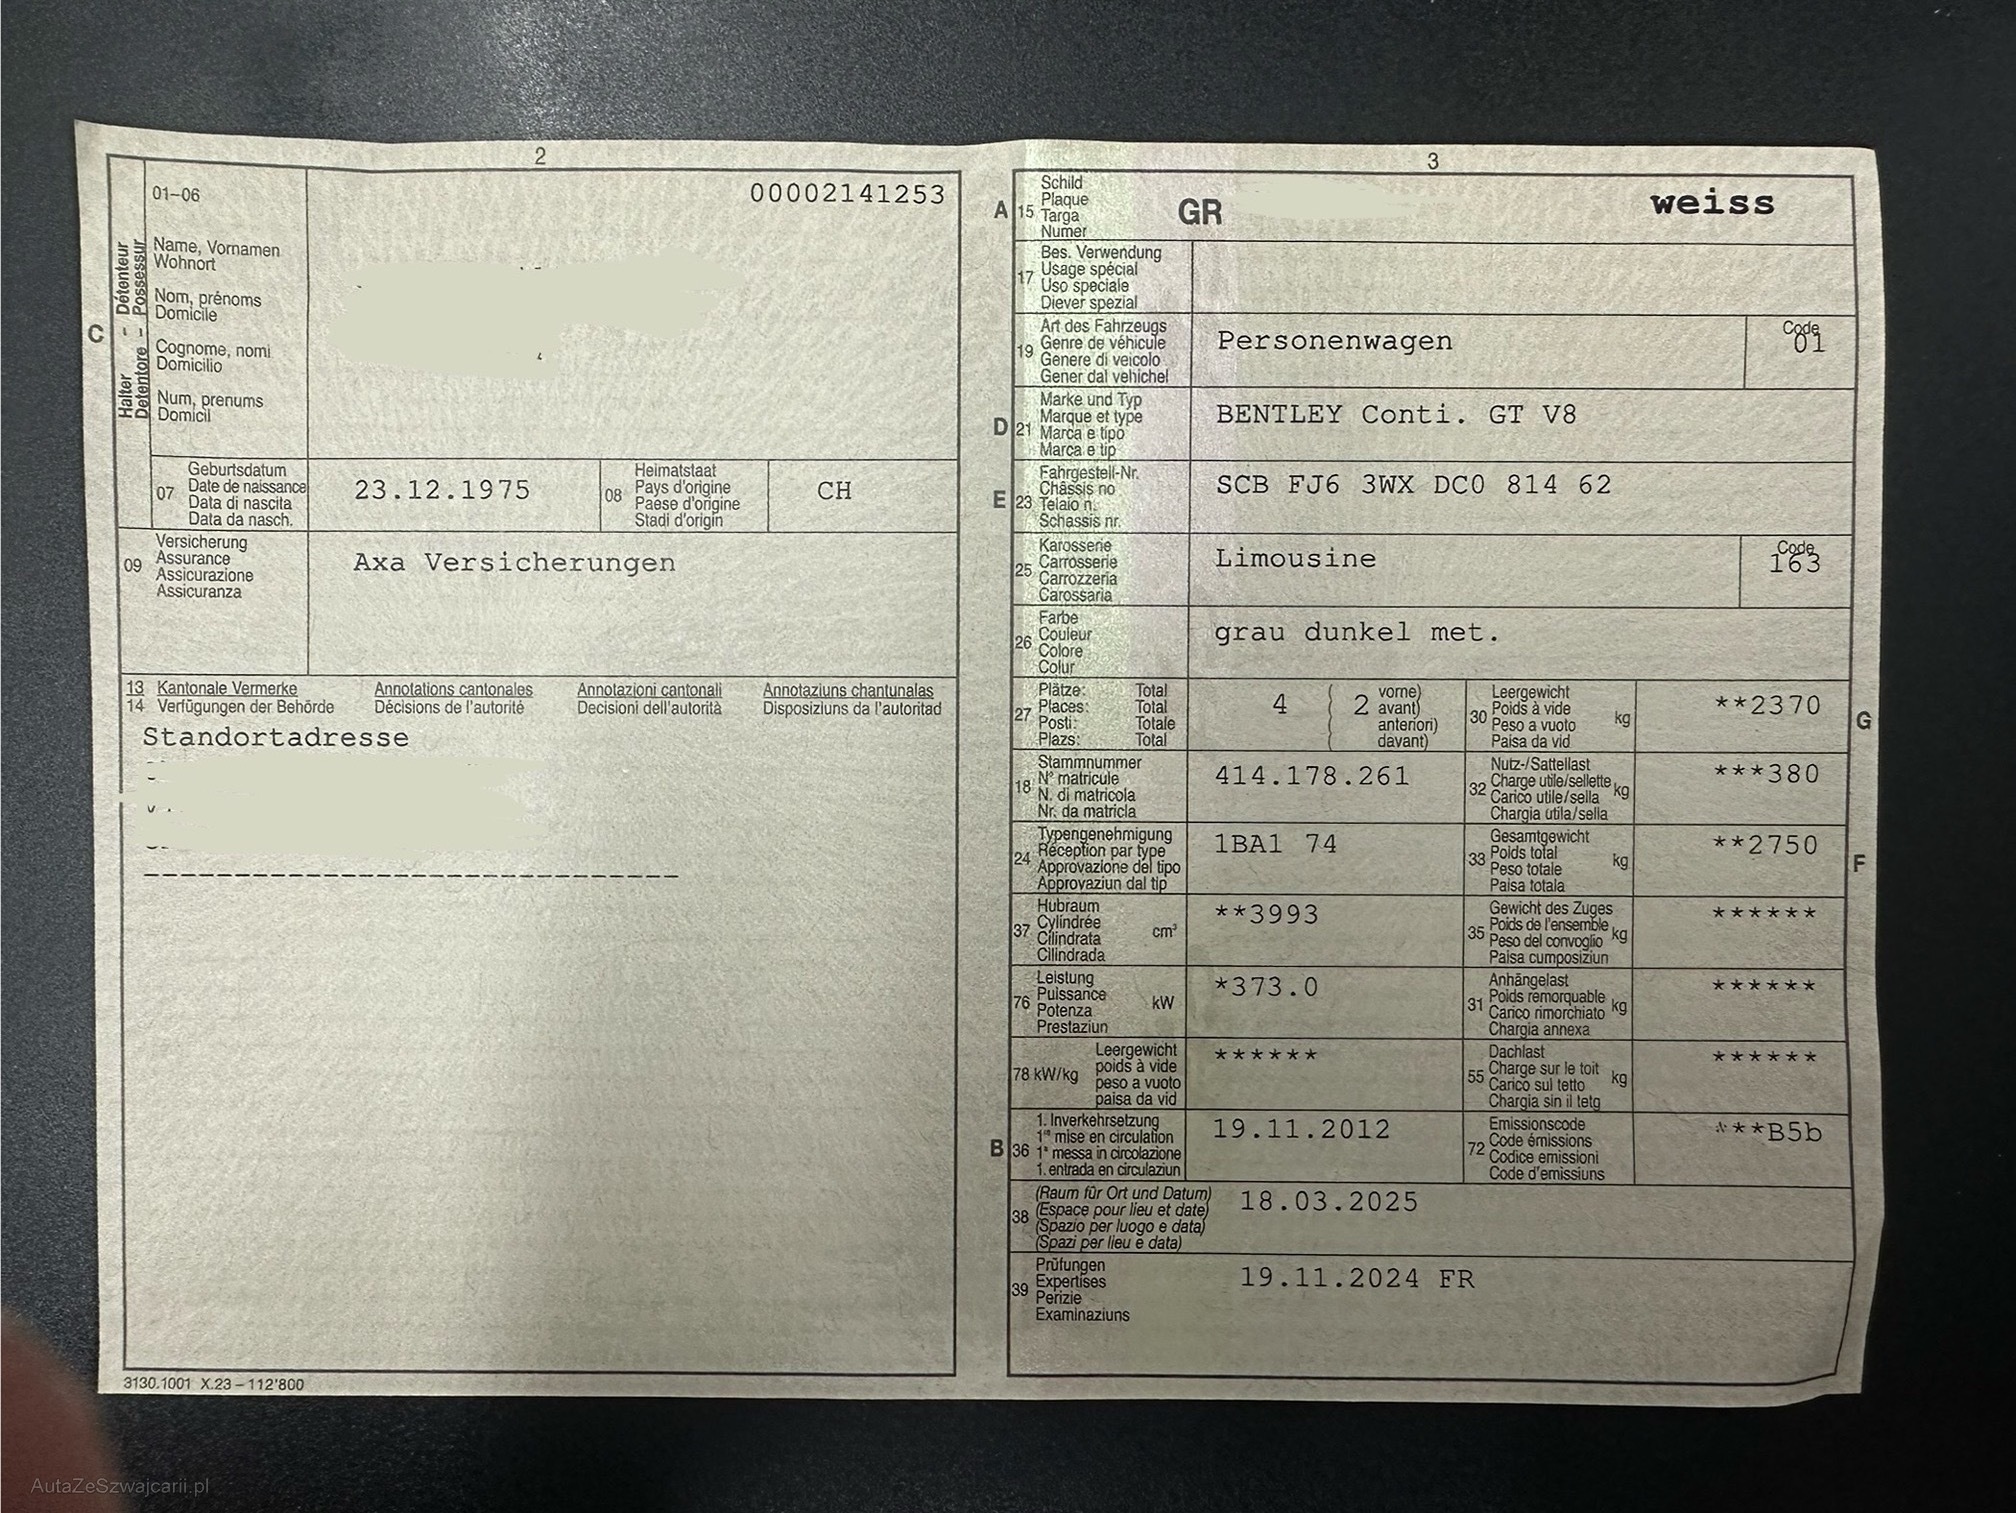 2
01–06
00002141253
Halter - Détenteur
Detentore - Possessur
C
Name, Vornamen
Wohnort
Nom, prénoms
Domicile
Cognome, nomi
Domicilio
Num, prenums
Domicil
07
Geburtsdatum
Date de naissance
Data di nascita
Data da nasch.
23.12.1975
08
Heimatstaat
Pays d'origine
Paese d'origine
Stadi d'origin
CH
09
Versicherung
Assurance
Assicurazione
Assicuranza
Axa Versicherungen
13 Kantonale Vermerke Annotations cantonales Annotazioni cantonali Annotaziuns chantunalas
14 Verfügungen der Behörde Décisions de l'autorité Decisioni dell'autorità Disposiziuns da l'autoritad
Standortadresse
------------------------------
3130.1001 X.23 – 112'800
3
A
15
Schild
Plaque
Targa
Numer
GR
weiss
17
Bes. Verwendung
Usage spécial
Uso speciale
Diever spezial
19
Art des Fahrzeugs
Genre de véhicule
Genere di veicolo
Gener dal vehichel
Personenwagen
Code
01
D
21
Marke und Typ
Marque et type
Marca e tipo
Marca e tip
BENTLEY Conti. GT V8
E
23
Fahrgestell-Nr.
Châssis no
Telaio n.
Schassis nr.
SCB FJ6 3WX DC0 814 62
25
Karosserie
Carrosserie
Carrozzeria
Carossaria
Limousine
Code
163
26
Farbe
Couleur
Colore
Colur
grau dunkel met.
27
Plätze: Total
Places: Total
Posti: Totale
Plazs: Total
4 ( 2 vorne)
( avant)
( anteriori)
( davant)
30
Leergewicht
Poids à vide
Peso a vuoto
Paisa da vid
kg
**2370
G
18
Stammnummer
N° matricule
N. di matricola
Nr. da matricla
414.178.261
32
Nutz-/Sattellast
Charge utile/sellette
Carico utile/sella
Chargia utila/sella
kg
***380
24
Typengenehmigung
Réception par type
Approvazione del tipo
Approvaziun dal tip
1BA1 74
33
Gesamtgewicht
Poids total
Peso totale
Paisa totala
kg
**2750
F
37
Hubraum
Cylindrée
Cilindrata
Cilindrada
cm³
**3993
35
Gewicht des Zuges
Poids de l'ensemble
Peso del convoglio
Paisa cumposiziun
kg
******
76
Leistung
Puissance
Potenza
Prestaziun
kW
*373.0
31
Anhängelast
Poids remorquable
Carico rimorchiato
Chargia annexa
kg
******
78 kW/kg
Leergewicht
poids à vide
peso a vuoto
paisa da vid
******
55
Dachlast
Charge sur le toit
Carico sul tetto
Chargia sin il tetg
kg
******
B
36
1. Inverkehrsetzung
1re mise en circulation
1a messa in circolazione
1. entrada en circulaziun
19.11.2012
72
Emissionscode
Code émissions
Codice emissioni
Code d'emissiuns
***B5b
38
(Raum für Ort und Datum)
(Espace pour lieu et date)
(Spazio per luogo e data)
(Spazi per lieu e data)
18.03.2025
39
Prüfungen
Expertises
Perizie
Examinaziuns
19.11.2024 FR
AutaZeSzwajcarii.pl